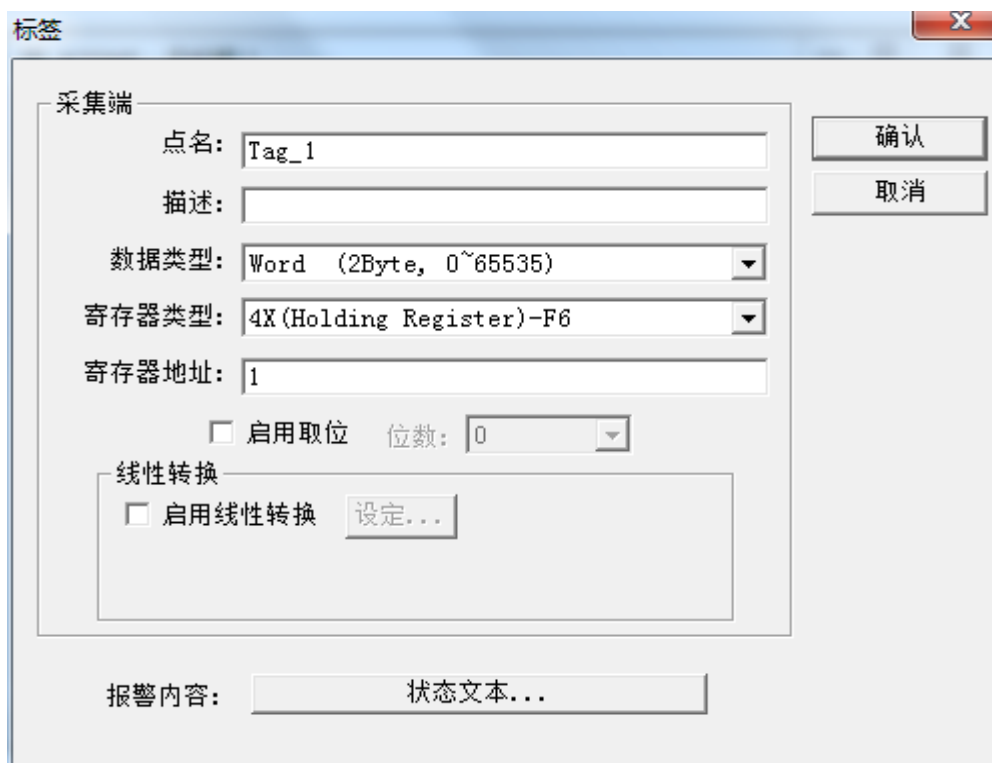 标签
采集端
点名: Tag_1
确认
描述:
取消
数据类型: Word (2Byte, 0~65535)
寄存器类型: 4X(Holding Register)-F6
寄存器地址: 1
启用取位 位数: 0
线性转换
启用线性转换 设定...
报警内容: 状态文本...